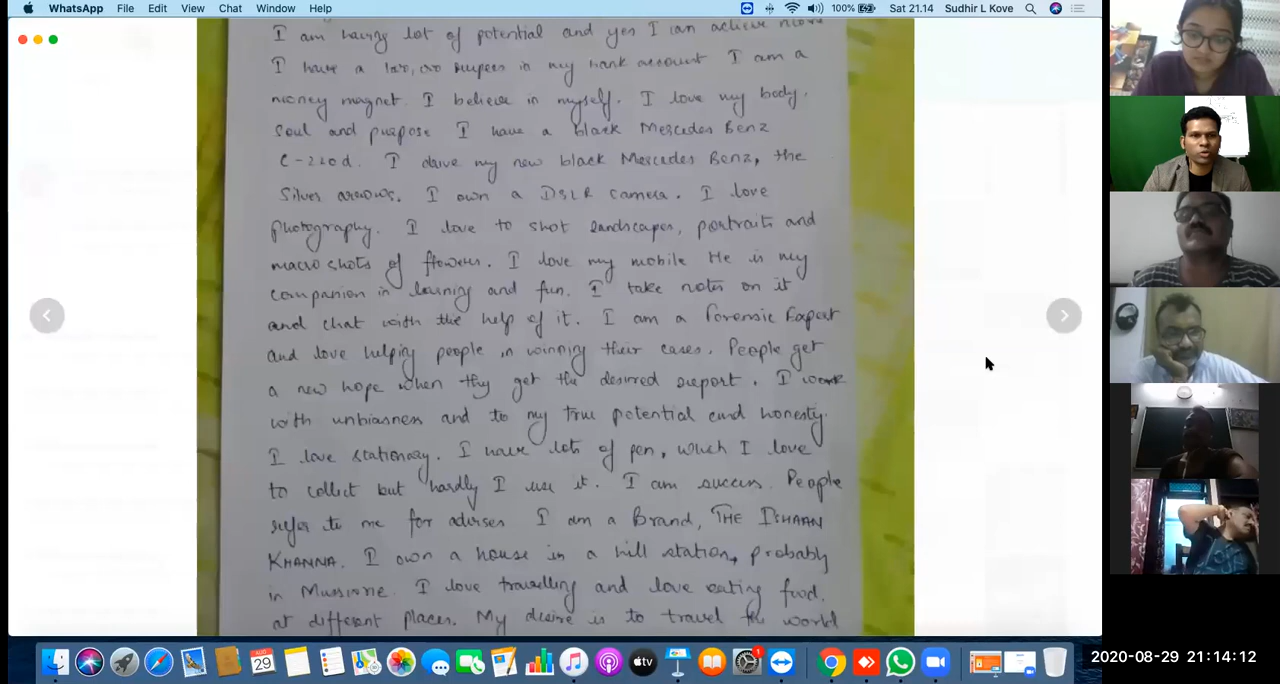 WhatsApp File Edit View Chat Window Help 100% Sat 21.14 Sudhir L Kove
I am having lot of potential and yes I can achieve more
I have a rupees in my bank account I am a
money magnet. I believe in myself. I love my body.
soul and purpose I have a black Mercedes Benz
C-220d. I drive my new black Mercedes Benz, the
Silver arrows. I own a DSLR camera. I love
photography. I love to shot landscapes, portraits and
macro shots of flowers. I love my mobile He is my
companion in learning and fun. I take notes on it
and chat with the help of it. I am a Forensic Expert
and love helping people in winning their cases. People get
a new hope when thy get the desired support. I work
with unbiasness and to my true potential and honesty.
I love stationary. I have lots of pen, which I love
to collect but hardly I use it. I am success. People
refer to me for I am a Brand, THE ISHAAN
KHANNA. I own a house in a hill station, probably
in I love travelling and love eating food.
at different places. My desire is to travel the world
AUG
29
tv
1
2020-08-29 21:14:12